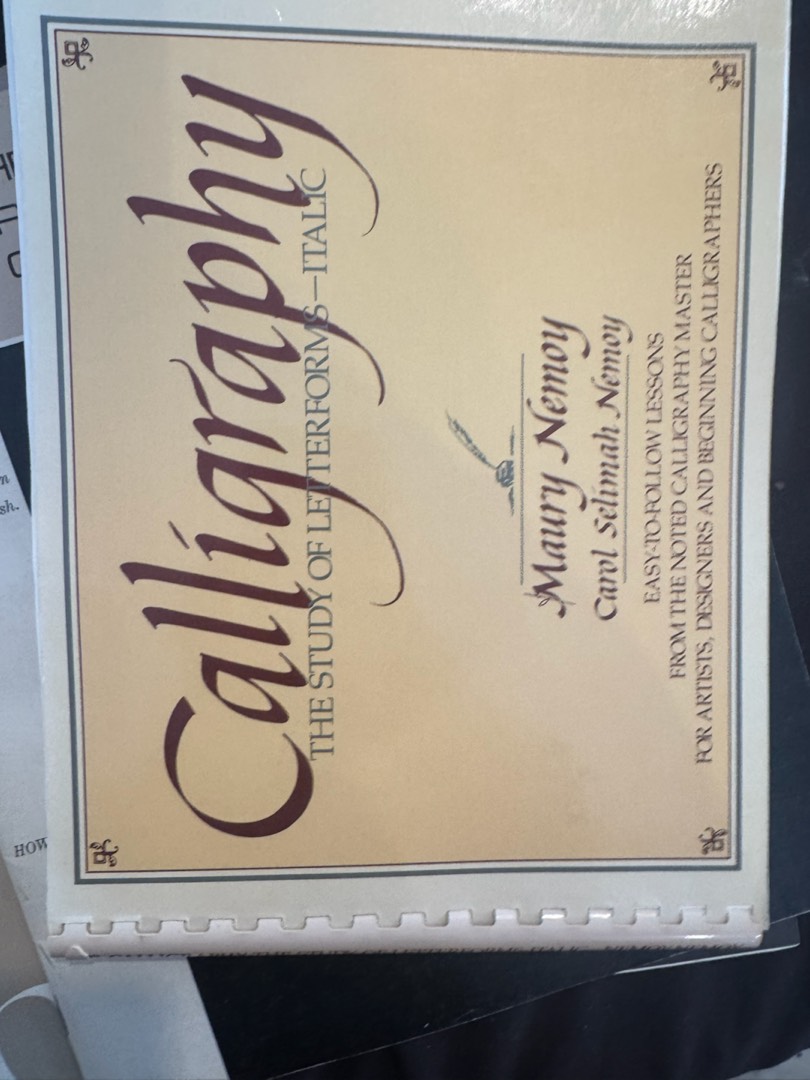 Calligraphy
THE STUDY OF LETTERFORMS—ITALIC
Maury Nemoy
Carol Selimah Nemoy
EASY-TO-FOLLOW LESSONS
FROM THE NOTED CALLIGRAPHY MASTER
FOR ARTISTS, DESIGNERS AND BEGINNING CALLIGRAPHERS
HOW
sh.